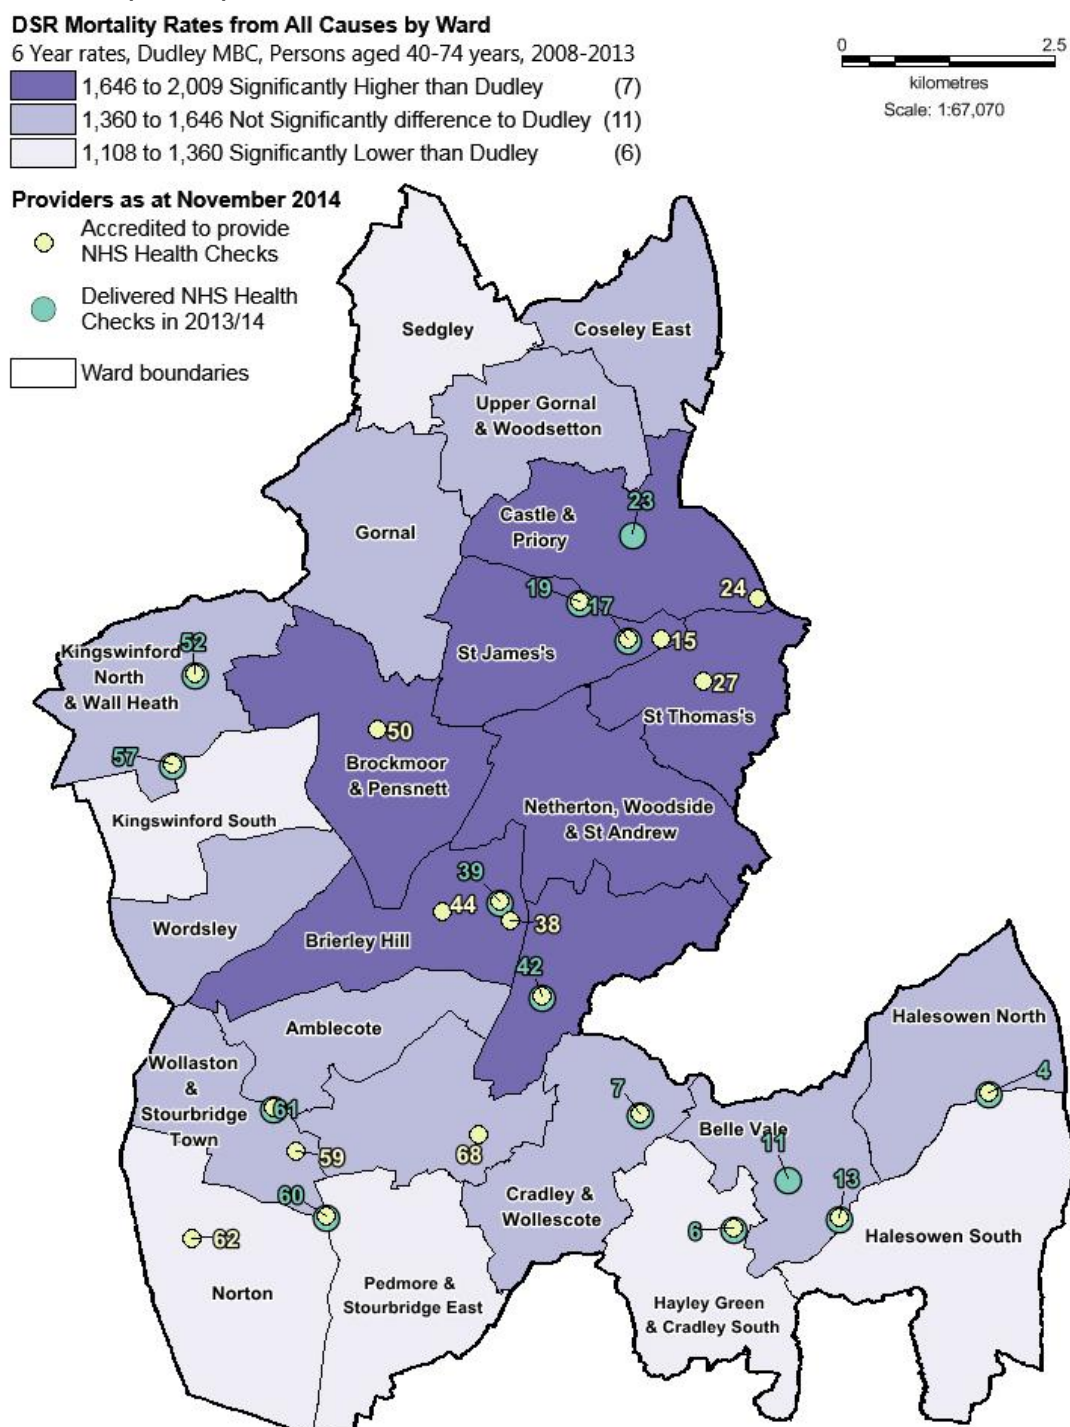 DSR Mortality Rates from All Causes by Ward
6 Year rates, Dudley MBC, Persons aged 40-74 years, 2008-2013
1,646 to 2,009 Significantly Higher than Dudley (7)
1,360 to 1,646 Not Significantly difference to Dudley (11)
1,108 to 1,360 Significantly Lower than Dudley (6)
0 2.5
kilometres
Scale: 1:67,070
Providers as at November 2014
Accredited to provide
NHS Health Checks
Delivered NHS Health
Checks in 2013/14
Ward boundaries
Sedgley
Coseley East
Upper Gornal
& Woodsetton
Gornal
Castle &
Priory
23
24
19
17
15
27
St James's
St Thomas's
52
Kingswinford
North
& Wall Heath
57
50
Brockmoor
& Pensnett
Kingswinford South
Netherton, Woodside
& St Andrew
Wordsley
39
44
38
Brierley Hill
42
Amblecote
Halesowen North
4
Wollaston
&
Stourbridge
Town
61
59
68
7
Belle Vale
11
13
60
62
Cradley &
Wollescote
6
Halesowen South
Norton
Pedmore &
Stourbridge East
Hayley Green
& Cradley South